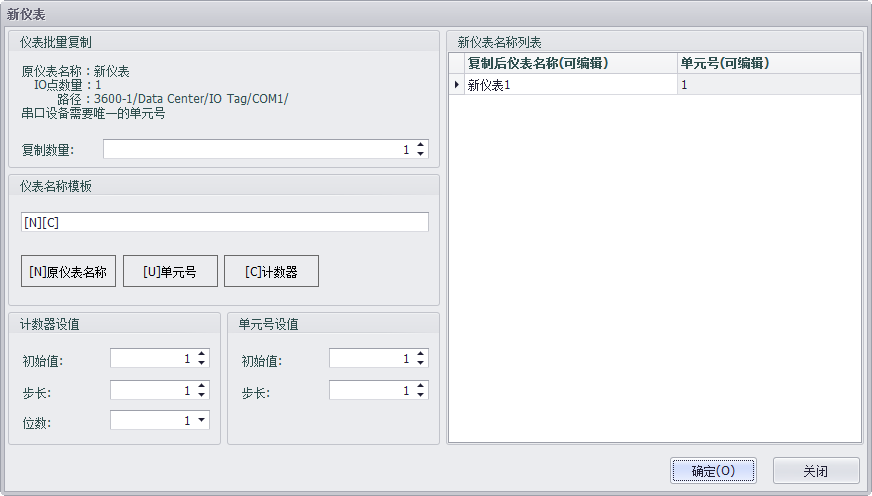 新仪表
仪表批量复制
原仪表名称：新仪表
IO点数量：1
路径：3600-1/Data Center/IO Tag/COM1/
串口设备需要唯一的单元号
复制数量: 1
仪表名称模板
[N][C]
[N]原仪表名称 [U]单元号 [C]计数器
计数器设值
初始值: 1
步长: 1
位数: 1
单元号设值
初始值: 1
步长: 1
新仪表名称列表
复制后仪表名称(可编辑) 单元号(可编辑)
新仪表1 1
确定(O) 关闭